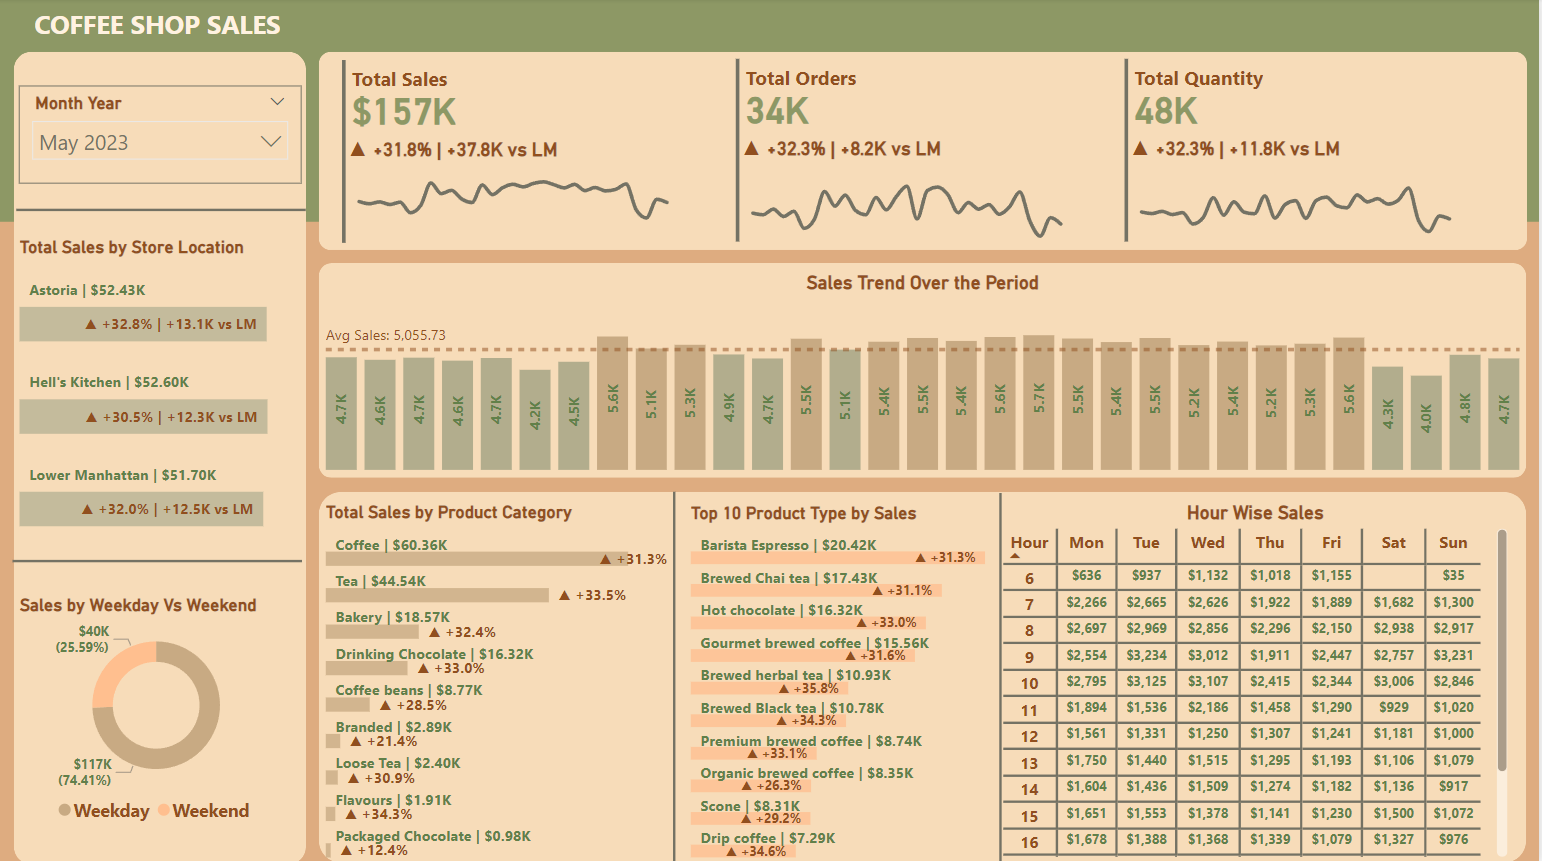 COFFEE SHOP SALES
Month Year
May 2023
Total Sales by Store Location
Astoria | $52.43K
▲ +32.8% | +13.1K vs LM
Hell's Kitchen | $52.60K
▲ +30.5% | +12.3K vs LM
Lower Manhattan | $51.70K
▲ +32.0% | +12.5K vs LM
Sales by Weekday Vs Weekend
$40K
(25.59%)
$117K
(74.41%)
Weekday Weekend
Total Sales
$157K
▲ +31.8% | +37.8K vs LM
Total Orders
34K
▲ +32.3% | +8.2K vs LM
Total Quantity
48K
▲ +32.3% | +11.8K vs LM
Sales Trend Over the Period
Avg Sales: 5,055.73
4.7K 4.6K 4.7K 4.6K 4.7K 4.2K 4.5K 5.6K 5.1K 5.3K 4.9K 4.7K 5.5K 5.1K 5.4K 5.5K 5.4K 5.6K 5.7K 5.5K 5.4K 5.5K 5.2K 5.4K 5.2K 5.3K 5.6K 4.3K 4.0K 4.8K 4.7K
Total Sales by Product Category
Coffee | $60.36K
▲ +31.3%
Tea | $44.54K
▲ +33.5%
Bakery | $18.57K
▲ +32.4%
Drinking Chocolate | $16.32K
▲ +33.0%
Coffee beans | $8.77K
▲ +28.5%
Branded | $2.89K
▲ +21.4%
Loose Tea | $2.40K
▲ +30.9%
Flavours | $1.91K
▲ +34.3%
Packaged Chocolate | $0.98K
▲ +12.4%
Top 10 Product Type by Sales
Barista Espresso | $20.42K
▲ +31.3%
Brewed Chai tea | $17.43K
▲ +31.1%
Hot chocolate | $16.32K
▲ +33.0%
Gourmet brewed coffee | $15.56K
▲ +31.6%
Brewed herbal tea | $10.93K
▲ +35.8%
Brewed Black tea | $10.78K
▲ +34.3%
Premium brewed coffee | $8.74K
▲ +33.1%
Organic brewed coffee | $8.35K
▲ +26.3%
Scone | $8.31K
▲ +29.2%
Drip coffee | $7.29K
▲ +34.6%
Hour Wise Sales
Hour Mon Tue Wed Thu Fri Sat Sun
6 $636 $937 $1,132 $1,018 $1,155 $35
7 $2,266 $2,665 $2,626 $1,922 $1,889 $1,682 $1,300
8 $2,697 $2,969 $2,856 $2,296 $2,150 $2,938 $2,917
9 $2,554 $3,234 $3,012 $1,911 $2,447 $2,757 $3,231
10 $2,795 $3,125 $3,107 $2,415 $2,344 $3,006 $2,846
11 $1,894 $1,536 $2,186 $1,458 $1,290 $929 $1,020
12 $1,561 $1,331 $1,250 $1,307 $1,241 $1,181 $1,000
13 $1,750 $1,440 $1,515 $1,295 $1,193 $1,106 $1,079
14 $1,604 $1,436 $1,509 $1,274 $1,182 $1,136 $917
15 $1,651 $1,553 $1,378 $1,141 $1,230 $1,500 $1,072
16 $1,678 $1,388 $1,368 $1,339 $1,079 $1,327 $976